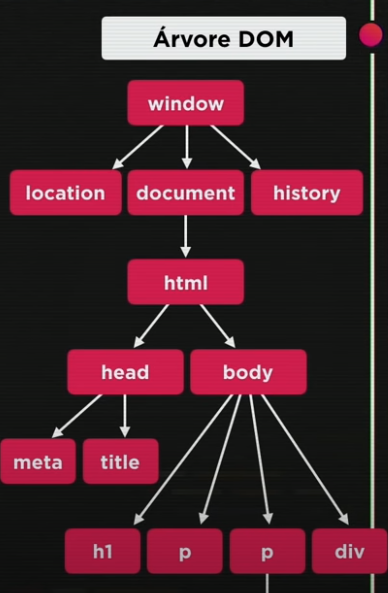 Árvore DOM
window
location document history
html
head body
meta title
h1 p p div